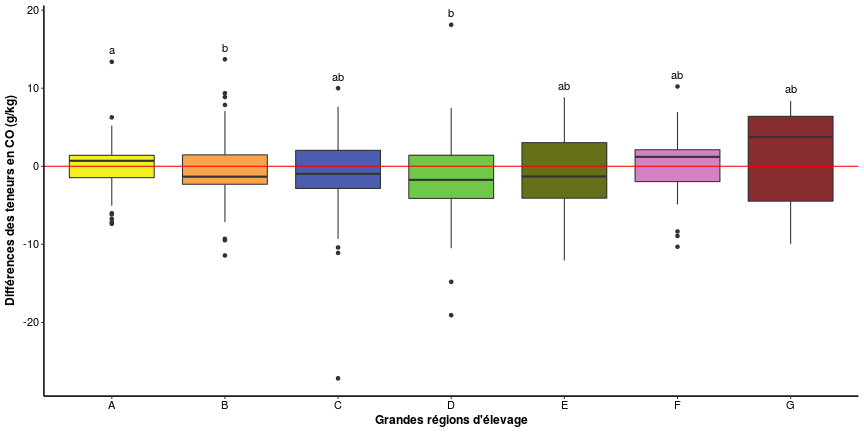 20
10
0
-10
-20
Différences des teneurs en CO (g/kg)
a
b
ab
b
ab
ab
ab
A B C D E F G
Grandes régions d'élevage